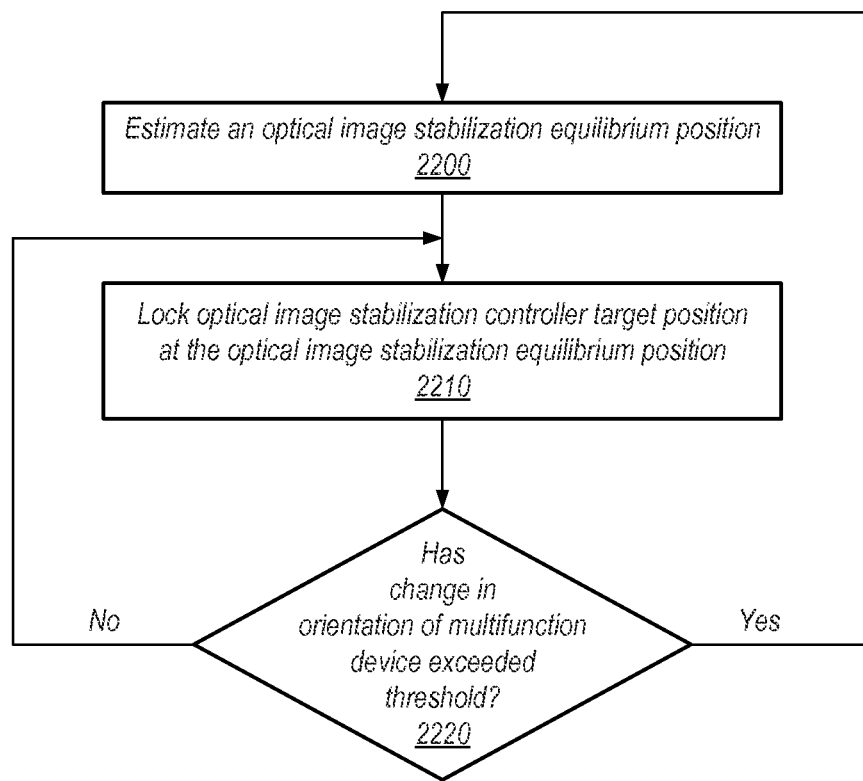 Estimate an optical image stabilization equilibrium position
2200
Lock optical image stabilization controller target position
at the optical image stabilization equilibrium position
2210
Has
change in
orientation of multifunction
device exceeded
threshold?
2220
No
Yes